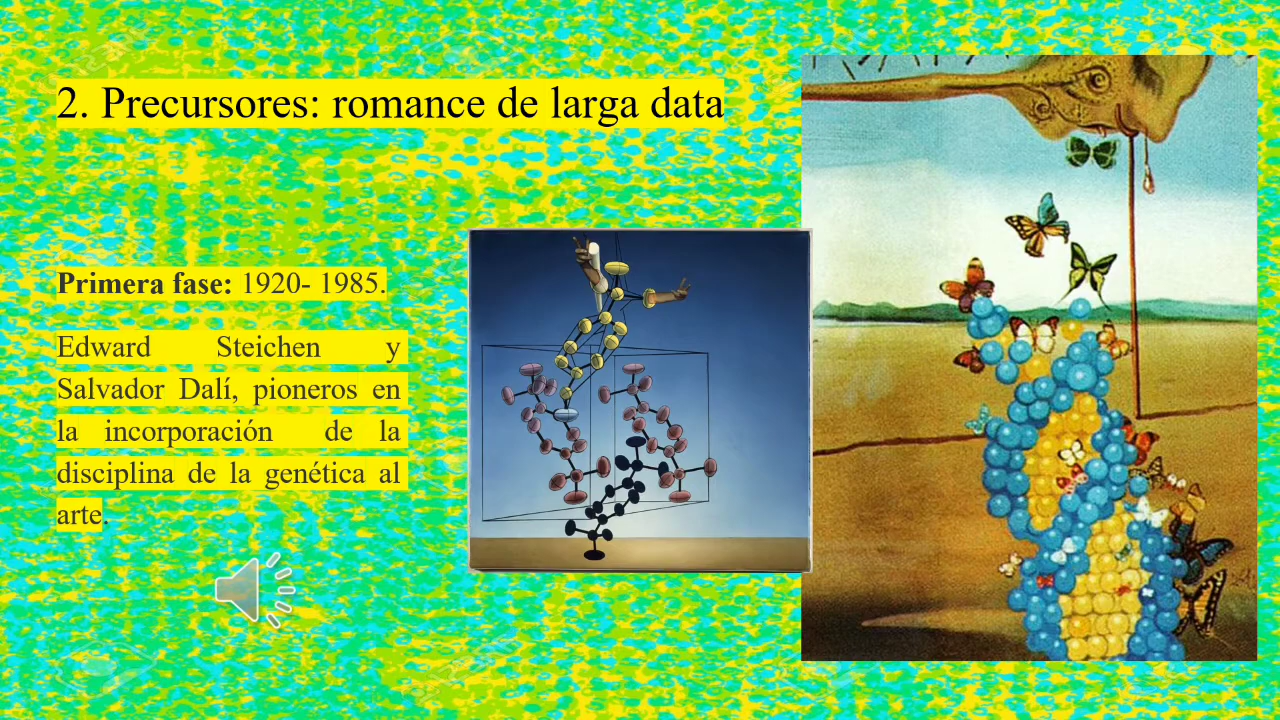 2. Precursores: romance de larga data
Primera fase: 1920- 1985.
Edward Steichen y
Salvador Dalí, pioneros en
la incorporación de la
disciplina de la genética al
arte.